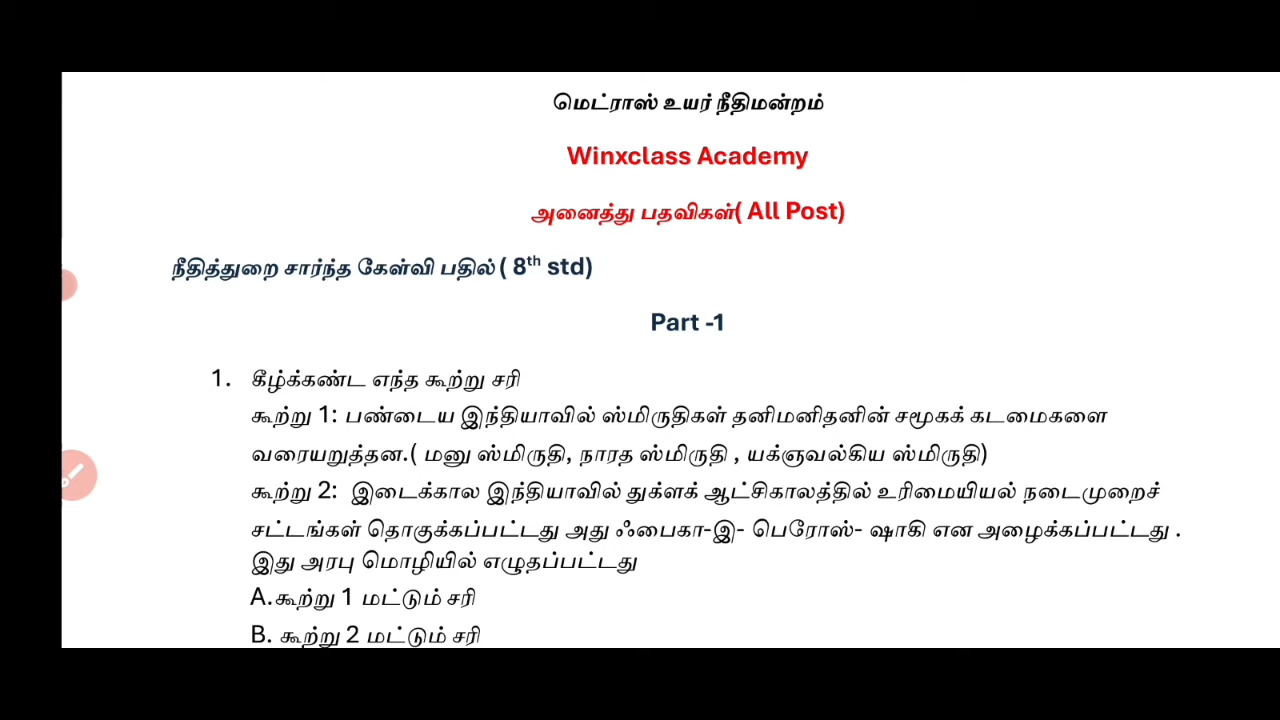 மெட்ராஸ் உயர் நீதிமன்றம்
Winxclass Academy
அனைத்து பதவிகள்( All Post)
நீதித்துறை சார்ந்த கேள்வி பதில் ( 8th std)
Part -1
1. கீழ்க்கண்ட எந்த கூற்று சரி
கூற்று 1: பண்டைய இந்தியாவில் ஸ்மிருதிகள் தனிமனிதனின் சமூகக் கடமைகளை
வரையறுத்தன.( மனு ஸ்மிருதி, நாரத ஸ்மிருதி , யக்ஞவல்கிய ஸ்மிருதி)
கூற்று 2: இடைக்கால இந்தியாவில் துக்ளக் ஆட்சிகாலத்தில் உரிமையியல் நடைமுறைச்
சட்டங்கள் தொகுக்கப்பட்டது அது ஃபைகா-இ- பெரோஸ்- ஷாகி என அழைக்கப்பட்டது .
இது அரபு மொழியில் எழுதப்பட்டது
A.கூற்று 1 மட்டும் சரி
B. கூற்று 2 மட்டும் சரி